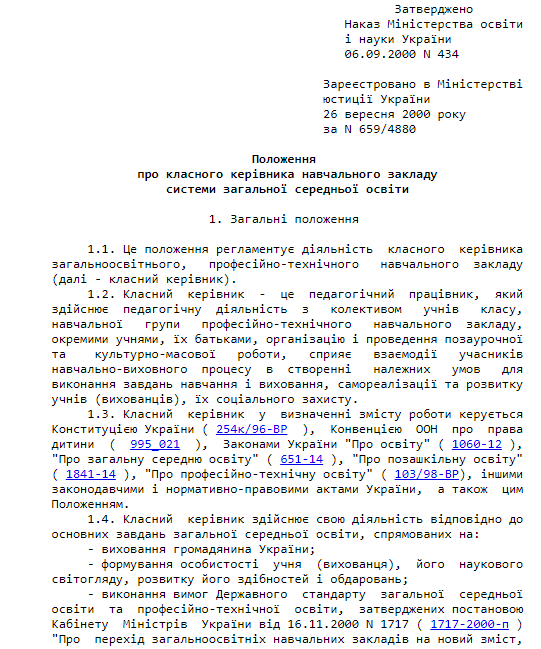 Затверджено
Наказ Міністерства освіти
і науки України
06.09.2000 N 434
Зареєстровано в Міністерстві
юстиції України
26 вересня 2000 року
за N 659/4880
Положення
про класного керівника навчального закладу
системи загальної середньої освіти
1. Загальні положення
1.1. Це положення регламентує діяльність класного керівника
загальноосвітнього, професійно-технічного навчального закладу
(далі - класний керівник).
1.2. Класний керівник - це педагогічний працівник, який
здійснює педагогічну діяльність з колективом учнів класу,
навчальної групи професійно-технічного навчального закладу,
окремими учнями, їх батьками, організацію і проведення позаурочної
та культурно-масової роботи, сприяє взаємодії учасників
навчально-виховного процесу в створенні належних умов для
виконання завдань навчання і виховання, самореалізації та розвитку
учнів (вихованців), їх соціального захисту.
1.3. Класний керівник у визначенні змісту роботи керується
Конституцією України ( 254к/96-ВР ), Конвенцією ООН про права
дитини ( 995_021 ), Законами України "Про освіту" ( 1060-12 ),
"Про загальну середню освіту" ( 651-14 ), "Про позашкільну освіту"
( 1841-14 ), "Про професійно-технічну освіту" ( 103/98-ВР), іншими
законодавчими і нормативно-правовими актами України, а також цим
Положенням.
1.4. Класний керівник здійснює свою діяльність відповідно до
основних завдань загальної середньої освіти, спрямованих на:
- виховання громадянина України;
- формування особистості учня (вихованця), його наукового
світогляду, розвитку його здібностей і обдаровань;
- виконання вимог Державного стандарту загальної середньої
освіти та професійно-технічної освіти, затверджених постановою
Кабінету Міністрів України від 16.11.2000 N 1717 ( 1717-2000-п )
"Про перехід загальноосвітніх навчальних закладів на новий зміст,